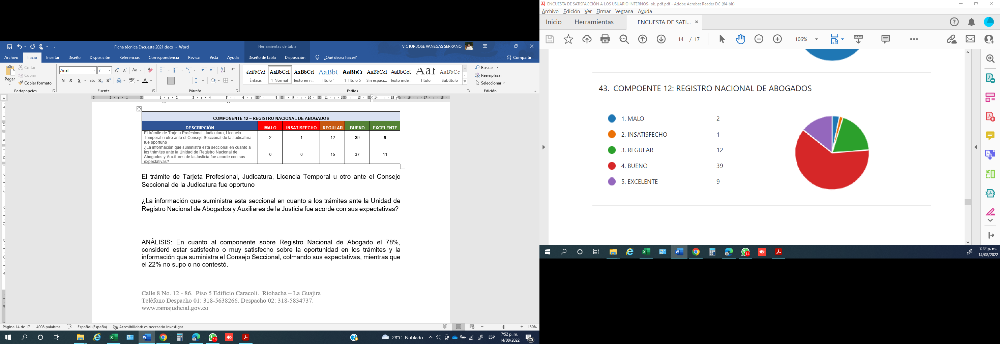 Ficha técnica Encuesta 2021.docx - Word
Herramientas de tabla
VICTOR JOSE VANEGAS SERRANO
Archivo Inicio Insertar Diseño Disposición Referencias Correspondencia Revisar Vista Ayuda Diseño de tabla Disposición ¿Qué desea hacer? Compartir
Pegar
Cortar
Copiar
Copiar formato
Portapapeles
Arial 7
N K S abc x₂ x²
Fuente
Párrafo
AaBbCcI AaBbCcI AaBbCcI AaBbC AaBbCc AaBbCcI AaBbCcI AaI AaBbCc
Énfasis ¶ Normal Texto en n... Título 1 ¶ Título 5 Sin espaci... Texto inde... Título Subtítulo
Estilos
Buscar
Reemplazar
Seleccionar
Edición
COMPONENTE 12 – REGISTRO NACIONAL DE ABOGADOS
DESCRIPCIÓN MALO INSATISFECHO REGULAR BUENO EXCELENTE
El trámite de Tarjeta Profesional, Judicatura, Licencia
Temporal u otro ante el Consejo Seccional de la Judicatura
fue oportuno
2 1 12 39 9
¿La información que suministra esta seccional en cuanto a
los trámites ante la Unidad de Registro Nacional de
Abogados y Auxiliares de la Justicia fue acorde con sus
expectativas?
0 0 15 37 11
El trámite de Tarjeta Profesional, Judicatura, Licencia Temporal u otro ante el Consejo
Seccional de la Judicatura fue oportuno
¿La información que suministra esta seccional en cuanto a los trámites ante la Unidad de
Registro Nacional de Abogados y Auxiliares de la Justicia fue acorde con sus expectativas?
ANÁLISIS: En cuanto al componente sobre Registro Nacional de Abogado el 78%,
consideró estar satisfecho o muy satisfecho sobre la oportunidad en los trámites y la
información que suministra el Consejo Seccional, colmando sus expectativas, mientras que
el 22% no supo o no contestó.
Calle 8 No. 12 - 86. Piso 5 Edificio Caracolí. Riohacha – La Guajira
Teléfono Despacho 01: 318-5638266. Despacho 02: 318-5834737.
www.ramajudicial.gov.co
Página 14 de 17 4008 palabras Español (España) Accesibilidad: es necesario investigar 130%
28°C Nublado ESP 7:52 p. m.
14/08/2022
25
14
ENCUESTA DE SATISFACCIÓN A LOS USUARIO INTERNOS- ok. pdf.pdf - Adobe Acrobat Reader DC (64-bit)
Archivo Edición Ver Firmar Ventana Ayuda
Inicio Herramientas ENCUESTA DE SATI... ×
14 / 17 106%
43. COMPOENTE 12: REGISTRO NACIONAL DE ABOGADOS
1. MALO 2
2. INSATISFECHO 1
3. REGULAR 12
4. BUENO 39
5. EXCELENTE 9
14
7:52 p. m.
14/08/2022